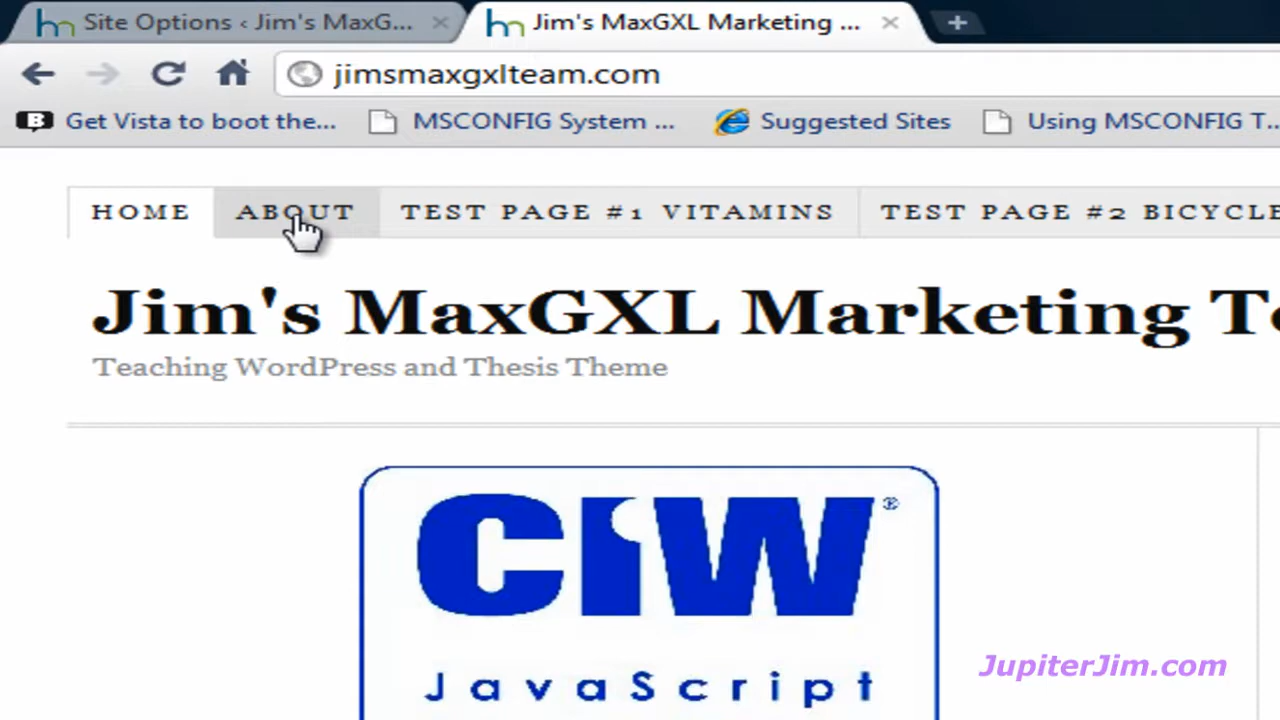 Site Options ‹ Jim's MaxG... Jim's MaxGXL Marketing ...
jimsmaxgxlteam.com
Get Vista to boot the... MSCONFIG System ... Suggested Sites Using MSCONFIG T...
HOME ABOUT TEST PAGE #1 VITAMINS TEST PAGE #2 BICYCLE
Jim's MaxGXL Marketing Te
Teaching WordPress and Thesis Theme
CIW®
JavaScript
JupiterJim.com